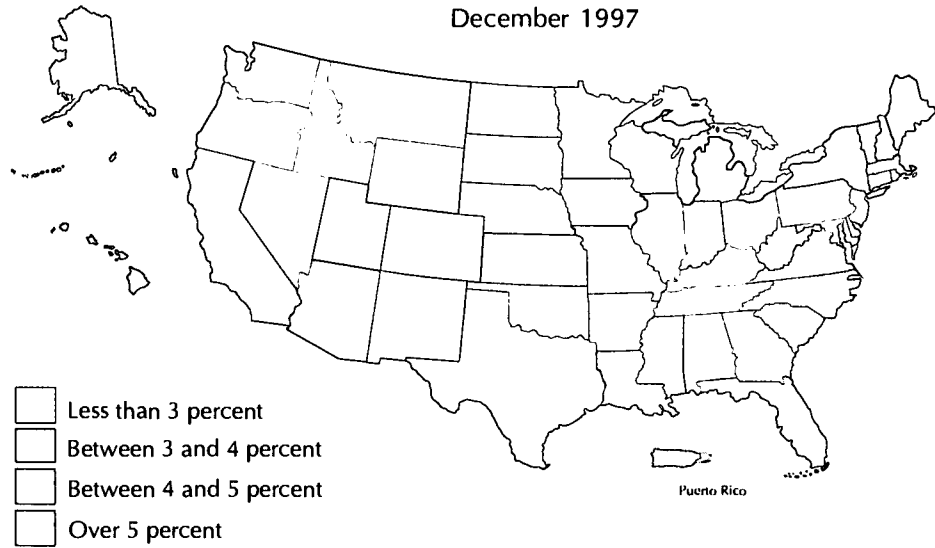 December 1997
Less than 3 percent
Between 3 and 4 percent
Between 4 and 5 percent
Over 5 percent
Puerto Rico